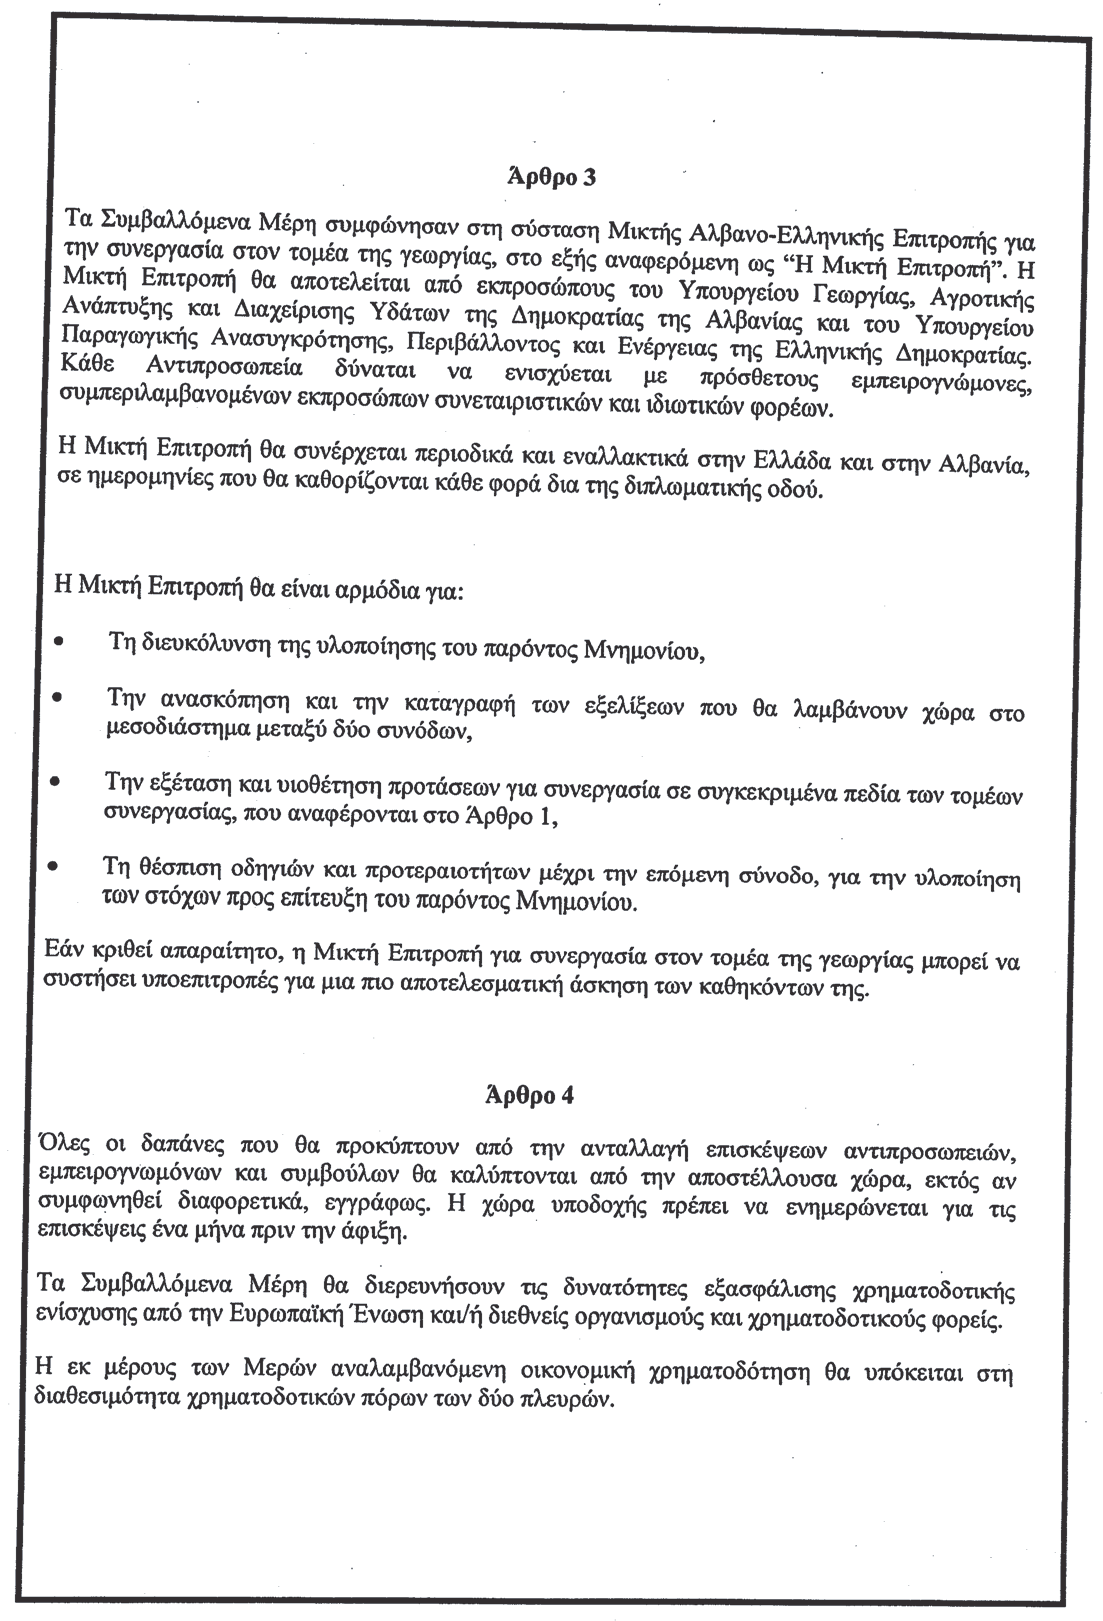 Άρθρο 3
Τα Συμβαλλόμενα Μέρη συμφώνησαν στη σύσταση Μικτής Αλβανο-Ελληνικής Επιτροπής για
την συνεργασία στον τομέα της γεωργίας, στο εξής αναφερόμενη ως “Η Μικτή Επιτροπή”. Η
Μικτή Επιτροπή θα αποτελείται από εκπροσώπους του Υπουργείου Γεωργίας, Αγροτικής
Ανάπτυξης και Διαχείρισης Υδάτων της Δημοκρατίας της Αλβανίας και του Υπουργείου
Παραγωγικής Ανασυγκρότησης, Περιβάλλοντος και Ενέργειας της Ελληνικής Δημοκρατίας.
Κάθε Αντιπροσωπεία δύναται να ενισχύεται με πρόσθετους εμπειρογνώμονες,
συμπεριλαμβανομένων εκπροσώπων συνεταιριστικών και ιδιωτικών φορέων.
Η Μικτή Επιτροπή θα συνέρχεται περιοδικά και εναλλακτικά στην Ελλάδα και στην Αλβανία,
σε ημερομηνίες που θα καθορίζονται κάθε φορά δια της διπλωματικής οδού.
Η Μικτή Επιτροπή θα είναι αρμόδια για:
• Τη διευκόλυνση της υλοποίησης του παρόντος Μνημονίου,
• Την ανασκόπηση και την καταγραφή των εξελίξεων που θα λαμβάνουν χώρα στο
μεσοδιάστημα μεταξύ δύο συνόδων,
• Την εξέταση και υιοθέτηση προτάσεων για συνεργασία σε συγκεκριμένα πεδία των τομέων
συνεργασίας, που αναφέρονται στο Άρθρο 1,
• Τη θέσπιση οδηγιών και προτεραιοτήτων μέχρι την επόμενη σύνοδο, για την υλοποίηση
των στόχων προς επίτευξη του παρόντος Μνημονίου.
Εάν κριθεί απαραίτητο, η Μικτή Επιτροπή για συνεργασία στον τομέα της γεωργίας μπορεί να
συστήσει υποεπιτροπές για μια πιο αποτελεσματική άσκηση των καθηκόντων της.
Άρθρο 4
Όλες οι δαπάνες που θα προκύπτουν από την ανταλλαγή επισκέψεων αντιπροσωπειών,
εμπειρογνωμόνων και συμβούλων θα καλύπτονται από την αποστέλλουσα χώρα, εκτός αν
συμφωνηθεί διαφορετικά, εγγράφως. Η χώρα υποδοχής πρέπει να ενημερώνεται για τις
επισκέψεις ένα μήνα πριν την άφιξη.
Τα Συμβαλλόμενα Μέρη θα διερευνήσουν τις δυνατότητες εξασφάλισης χρηματοδοτικής
ενίσχυσης από την Ευρωπαϊκή Ένωση και/ή διεθνείς οργανισμούς και χρηματοδοτικούς φορείς.
Η εκ μέρους των Μερών αναλαμβανόμενη οικονομική χρηματοδότηση θα υπόκειται στη
διαθεσιμότητα χρηματοδοτικών πόρων των δύο πλευρών.